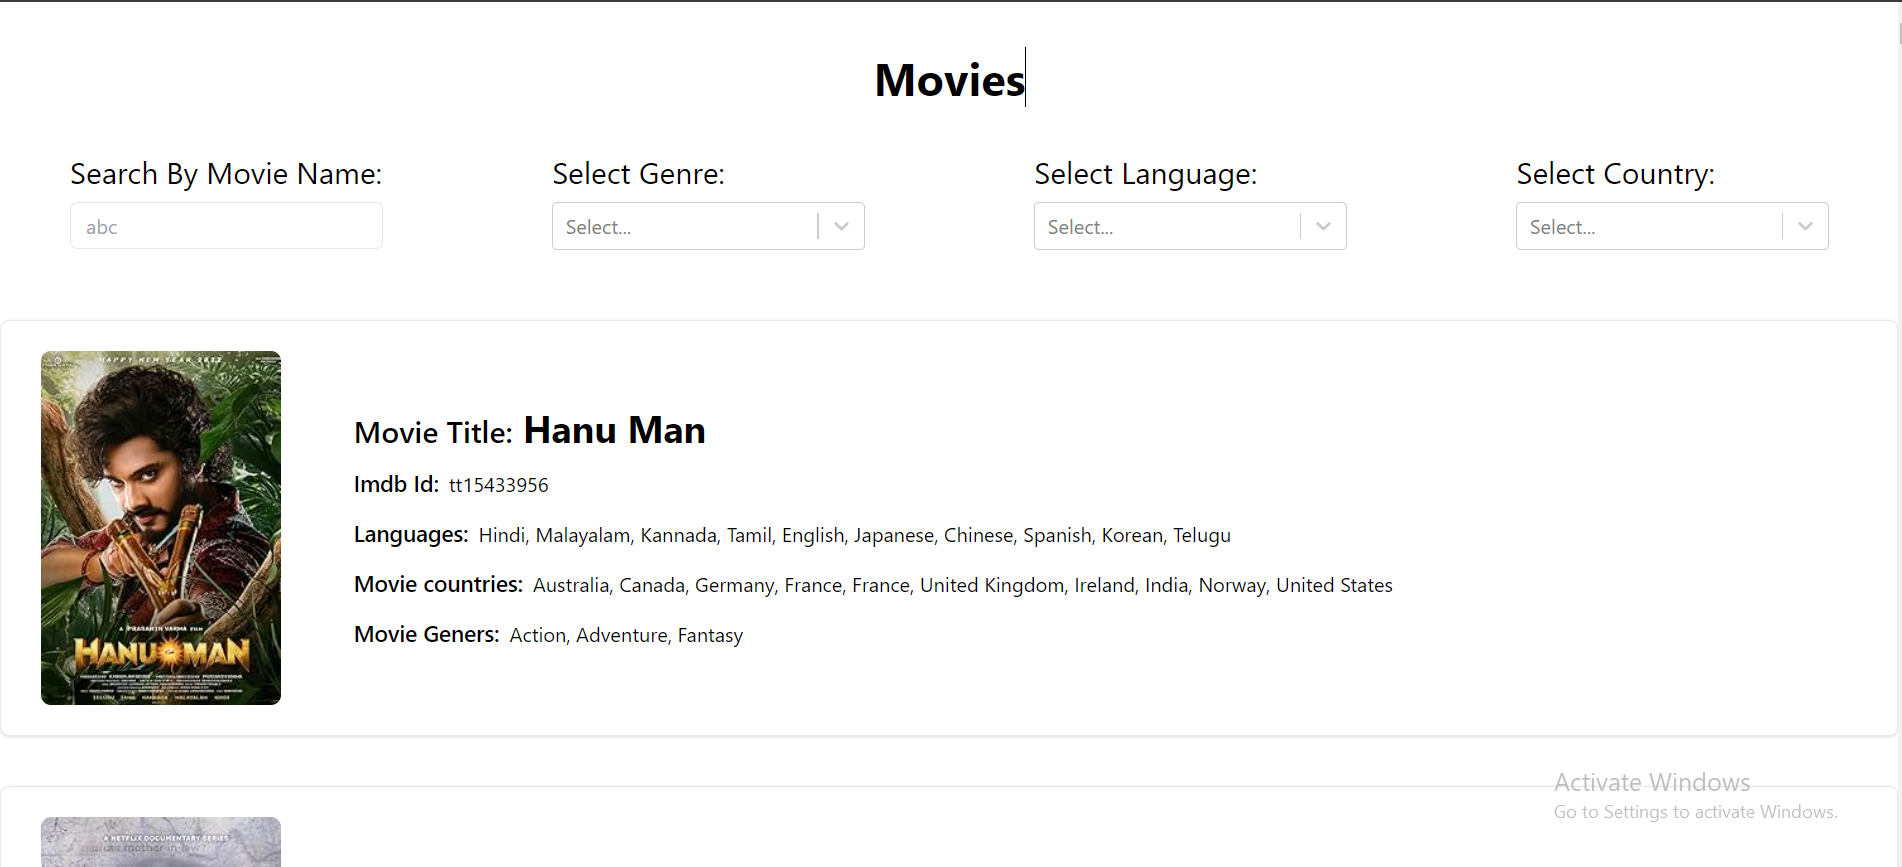 Movies
Search By Movie Name:
Select Genre:
Select Language:
Select Country:
abc
Select...
Select...
Select...
HAPPY NEW YEAR 2022
A PRASANTH VARMA FILM
HANU MAN
Movie Title: Hanu Man
Imdb Id: tt15433956
Languages: Hindi, Malayalam, Kannada, Tamil, English, Japanese, Chinese, Spanish, Korean, Telugu
Movie countries: Australia, Canada, Germany, France, France, United Kingdom, Ireland, India, Norway, United States
Movie Geners: Action, Adventure, Fantasy
A NETFLIX DOCUMENTARY SERIES
mother-in-law
Activate Windows
Go to Settings to activate Windows.